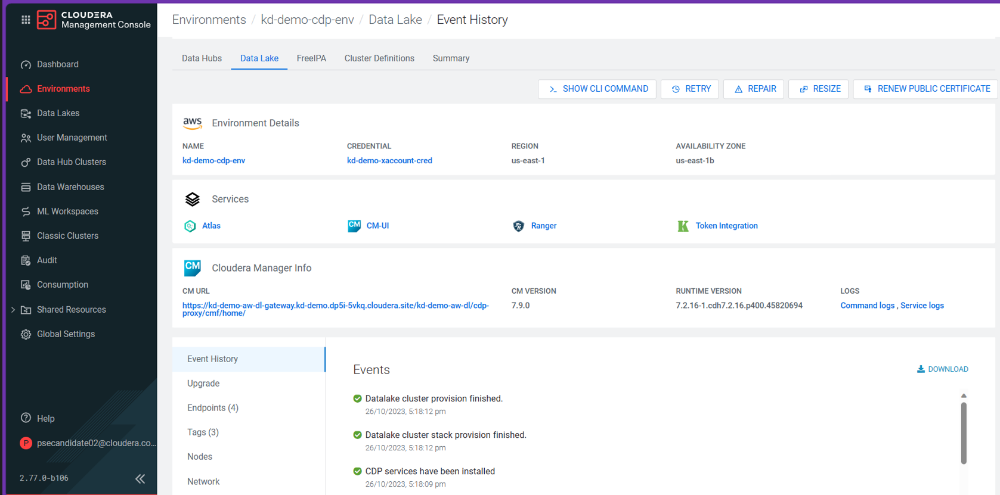 CLOUDERA
Management Console
Dashboard
Environments
Data Lakes
User Management
Data Hub Clusters
Data Warehouses
ML Workspaces
Classic Clusters
Audit
Consumption
Shared Resources
Global Settings
Help
P psecandidate02@cloudera.co...
2.77.0-b106
Environments / kd-demo-cdp-env / Data Lake / Event History
Data Hubs Data Lake FreeIPA Cluster Definitions Summary
SHOW CLI COMMAND RETRY REPAIR RESIZE RENEW PUBLIC CERTIFICATE
aws Environment Details
NAME CREDENTIAL REGION AVAILABILITY ZONE
kd-demo-cdp-env kd-demo-xaccount-cred us-east-1 us-east-1b
Services
Atlas CM CM-UI R Ranger K Token Integration
CM Cloudera Manager Info
CM URL CM VERSION RUNTIME VERSION LOGS
https://kd-demo-aw-dl-gateway.kd-demo.dp5i-5vkq.cloudera.site/kd-demo-aw-dl/cdp- 7.9.0 7.2.16-1.cdh7.2.16.p400.45820694 Command logs , Service logs
proxy/cmf/home/
Event History
Upgrade
Endpoints (4)
Tags (3)
Nodes
Network
Events DOWNLOAD
Datalake cluster provision finished.
26/10/2023, 5:18:12 pm
Datalake cluster stack provision finished.
26/10/2023, 5:18:12 pm
CDP services have been installed
26/10/2023, 5:18:09 pm